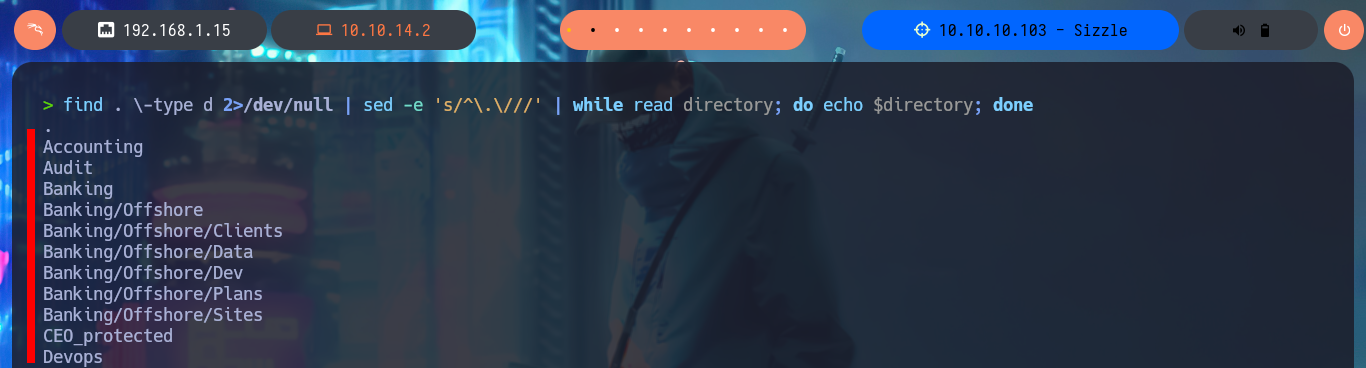 192.168.1.15 10.10.14.2 10.10.10.103 - Sizzle
> find . \-type d 2>/dev/null | sed -e 's/^\.\///' | while read directory; do echo $directory; done
.
Accounting
Audit
Banking
Banking/Offshore
Banking/Offshore/Clients
Banking/Offshore/Data
Banking/Offshore/Dev
Banking/Offshore/Plans
Banking/Offshore/Sites
CEO_protected
Devops